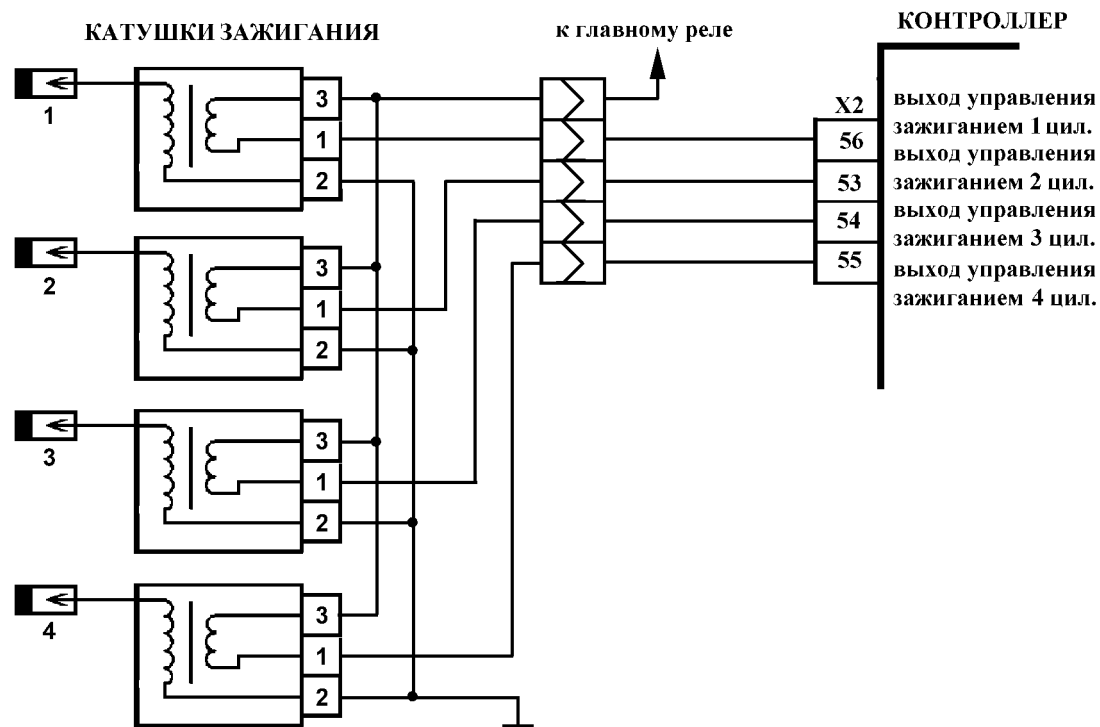 КАТУШКИ ЗАЖИГАНИЯ
к главному реле
КОНТРОЛЛЕР
1
3
1
2
2
3
1
2
3
3
1
2
4
3
1
2
X2
56
53
54
55
выход управления
зажиганием 1 цил.
выход управления
зажиганием 2 цил.
выход управления
зажиганием 3 цил.
выход управления
зажиганием 4 цил.